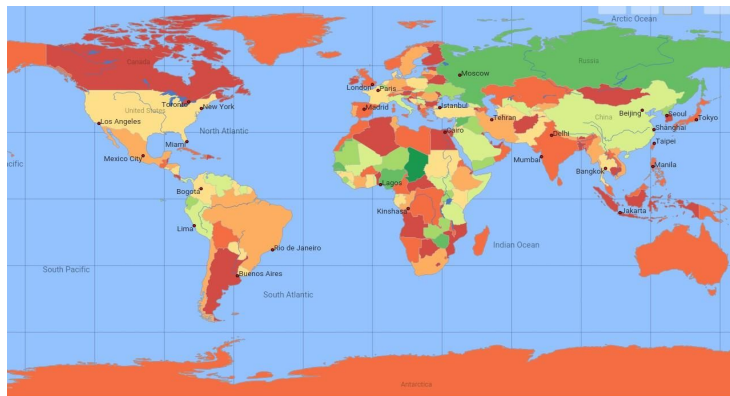 Arctic Ocean
Canada
Russia
Moscow
London
Paris
Toronto
New York
United States
Madrid
Istanbul
Beijing
Seoul
Tokyo
Los Angeles
Tehran
China
North Atlantic
Cairo
Delhi
Shanghai
Miami
Taipei
Mexico City
Mumbai
Manila
cific
Bangkok
Bogota
Lagos
Kinshasa
Jakarta
Lima
Rio de Janeiro
Indian Ocean
South Pacific
Buenos Aires
South Atlantic
Antarctica